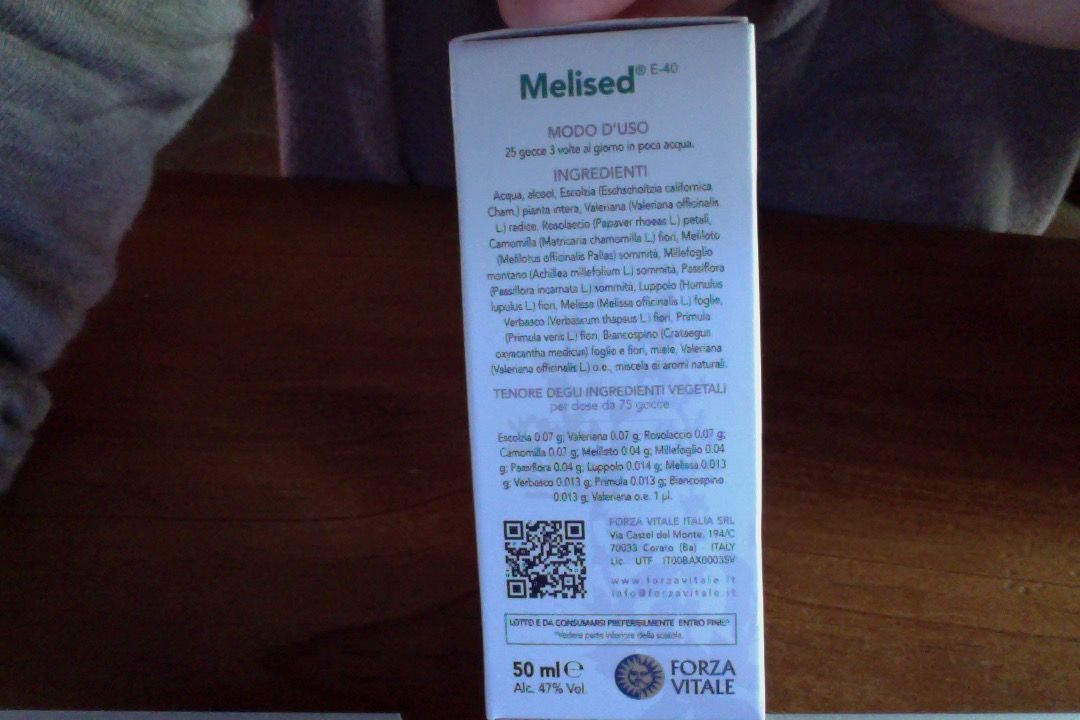 Melised® E-40
MODO D'USO
25 gocce 3 volte al giorno in poca acqua.
INGREDIENTI
Acqua, alcool, Escolzia (Eschscholtzia californica
Cham.) pianta intera, Valeriana (Valeriana officinalis
L.) radice, Rosolaccio (Papaver rhoeas L.) petali,
Camomilla (Matricaria chamomilla L.) fiori, Meliloto
(Melilotus officinalis Pallas) sommità, Millefoglio
montano (Achillea millefolium L.) sommità, Passiflora
(Passiflora incarnata L.) sommità, Luppolo (Humulus
lupulus L.) fiori, Melissa (Melissa officinalis L.) foglie,
Verbasco (Verbascum thapsus L.) fiori, Primula
(Primula veris L.) fiori, Biancospino (Crataegus
oxyacantha medicus) foglie e fiori, miele, Valeriana
(Valeriana officinalis L.) o.e., miscela di aromi naturali.
TENORE DEGLI INGREDIENTI VEGETALI
per dose da 75 gocce
Escolzia 0.07 g; Valeriana 0.07 g; Rosolaccio 0.07 g;
Camomilla 0.07 g; Meliloto 0.04 g; Millefoglio 0.04
g; Passiflora 0.04 g; Luppolo 0.014 g; Melissa 0.013
g; Verbasco 0.013 g; Primula 0.013 g; Biancospino
0.013 g; Valeriana o.e. 1 µl.
FORZA VITALE ITALIA SRL
Via Castel del Monte, 194/C
70033 Corato (Ba) - ITALY
Lic. UTF IT00BAX00035V
www.forzavitale.it
info@forzavitale.it
LOTTO E DA CONSUMARSI PREFERIBILMENTE ENTRO FINE*
*Vedere parte inferiore della scatola.
50 ml e
Alc. 47% Vol.
FORZA
VITALE